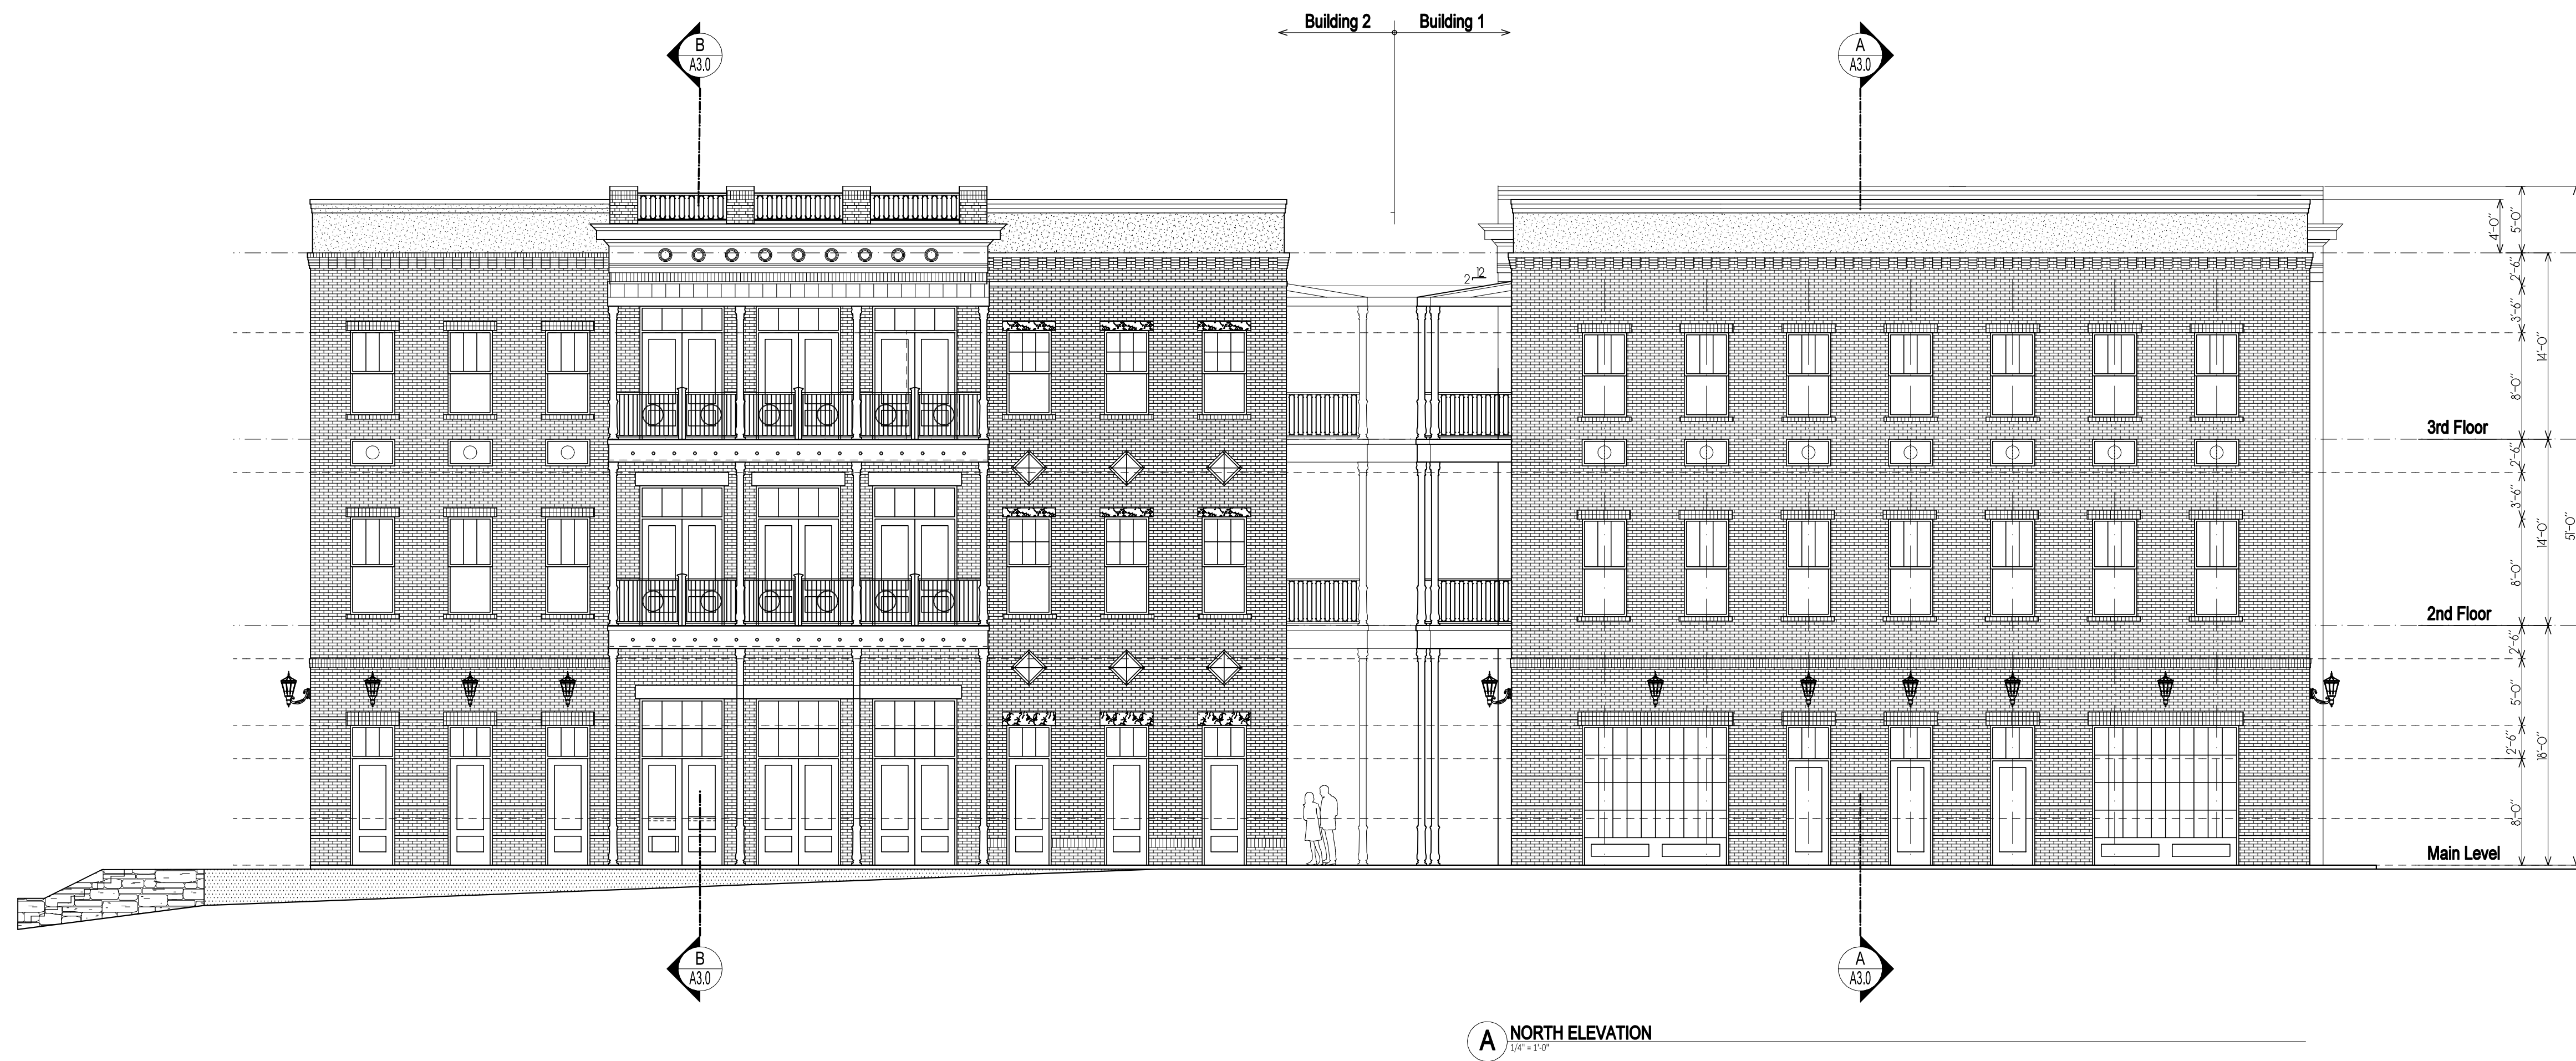 Building 2
Building 1
B
A3.0
A
A3.0
2
12
4'-0"
5'-0"
2'-6"
3'-6"
14'-0"
8'-0"
3rd Floor
2'-6"
3'-6"
14'-0"
51'-0"
8'-0"
2nd Floor
2'-6"
5'-0"
2'-6"
18'-0"
8'-0"
Main Level
B
A3.0
A
A3.0
A
NORTH ELEVATION
1/4" = 1'-0"